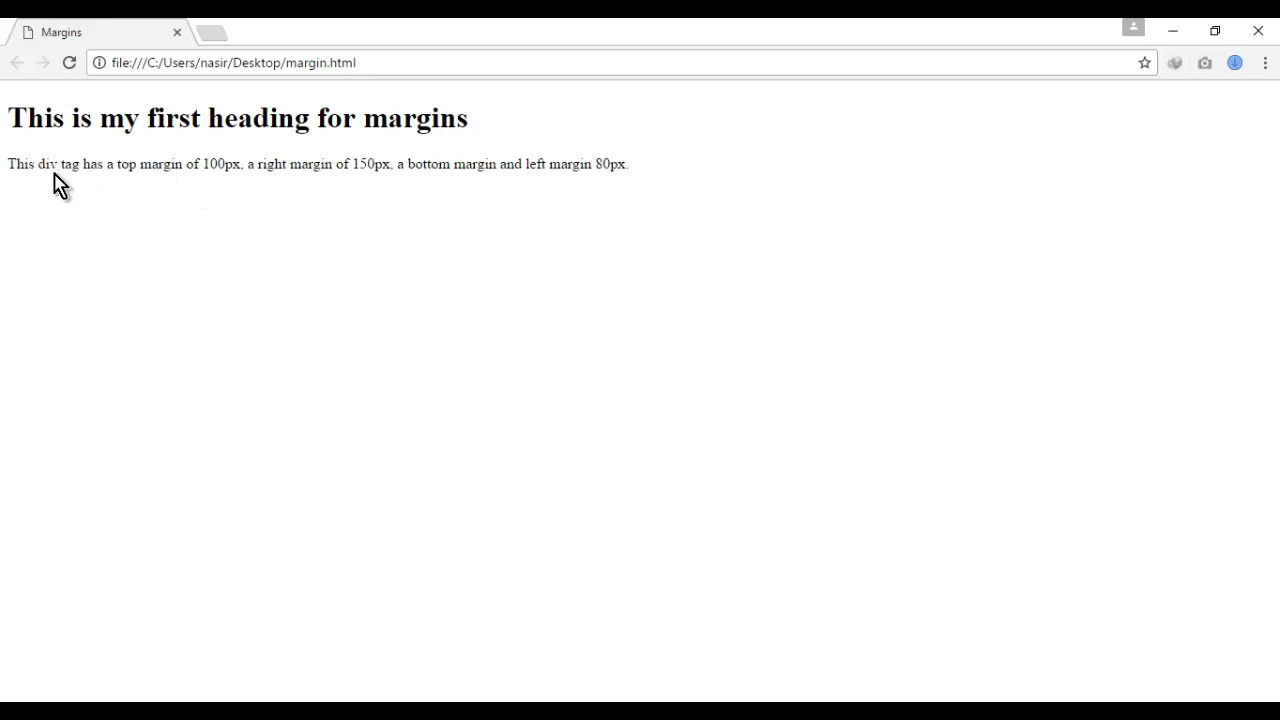 Margins
file:///C:/Users/nasir/Desktop/margin.html
This is my first heading for margins
This div tag has a top margin of 100px, a right margin of 150px, a bottom margin and left margin 80px.